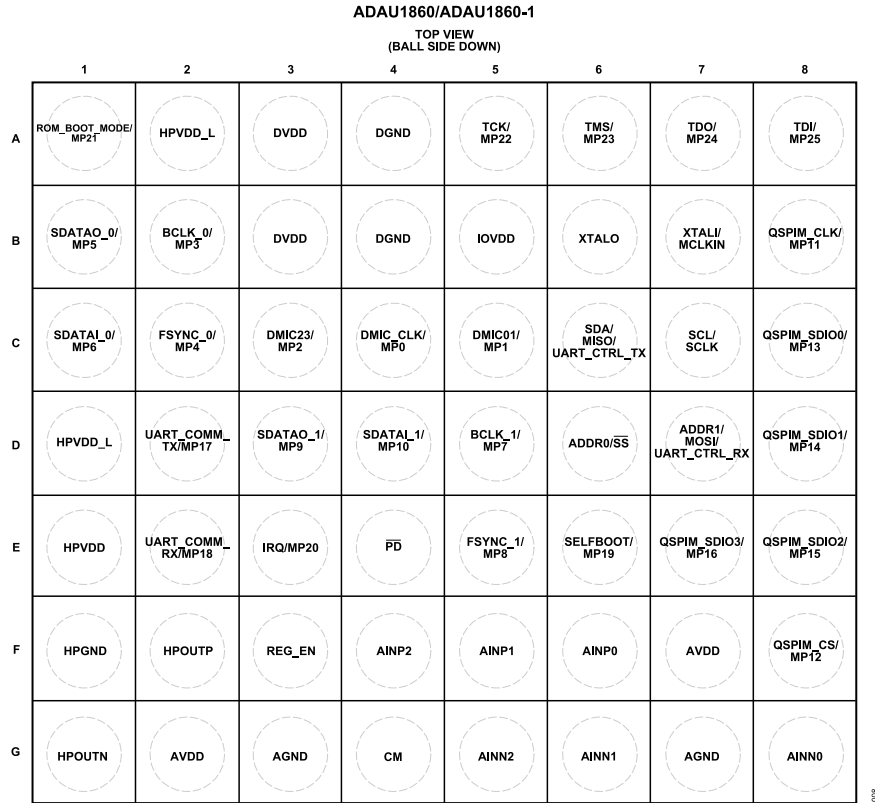 ADAU1860/ADAU1860-1
TOP VIEW
(BALL SIDE DOWN)
1 2 3 4 5 6 7 8
A
ROM_BOOT_MODE/
MP21
HPVDD_L
DVDD
DGND
TCK/
MP22
TMS/
MP23
TDO/
MP24
TDI/
MP25
B
SDATAO_0/
MP5
BCLK_0/
MP3
DVDD
DGND
IOVDD
XTALO
XTALI/
MCLKIN
QSPIM_CLK/
MP11
C
SDATAI_0/
MP6
FSYNC_0/
MP4
DMIC23/
MP2
DMIC_CLK/
MP0
DMIC01/
MP1
SDA/
MISO/
UART_CTRL_TX
SCL/
SCLK
QSPIM_SDIO0/
MP13
D
HPVDD_L
UART_COMM_
TX/MP17
SDATAO_1/
MP9
SDATAI_1/
MP10
BCLK_1/
MP7
ADDR0/SS
ADDR1/
MOSI/
UART_CTRL_RX
QSPIM_SDIO1/
MP14
E
HPVDD
UART_COMM_
RX/MP18
IRQ/MP20
PD
FSYNC_1/
MP8
SELFBOOT/
MP19
QSPIM_SDIO3/
MP16
QSPIM_SDIO2/
MP15
F
HPGND
HPOUTP
REG_EN
AINP2
AINP1
AINP0
AVDD
QSPIM_CS/
MP12
G
HPOUTN
AVDD
AGND
CM
AINN2
AINN1
AGND
AINN0